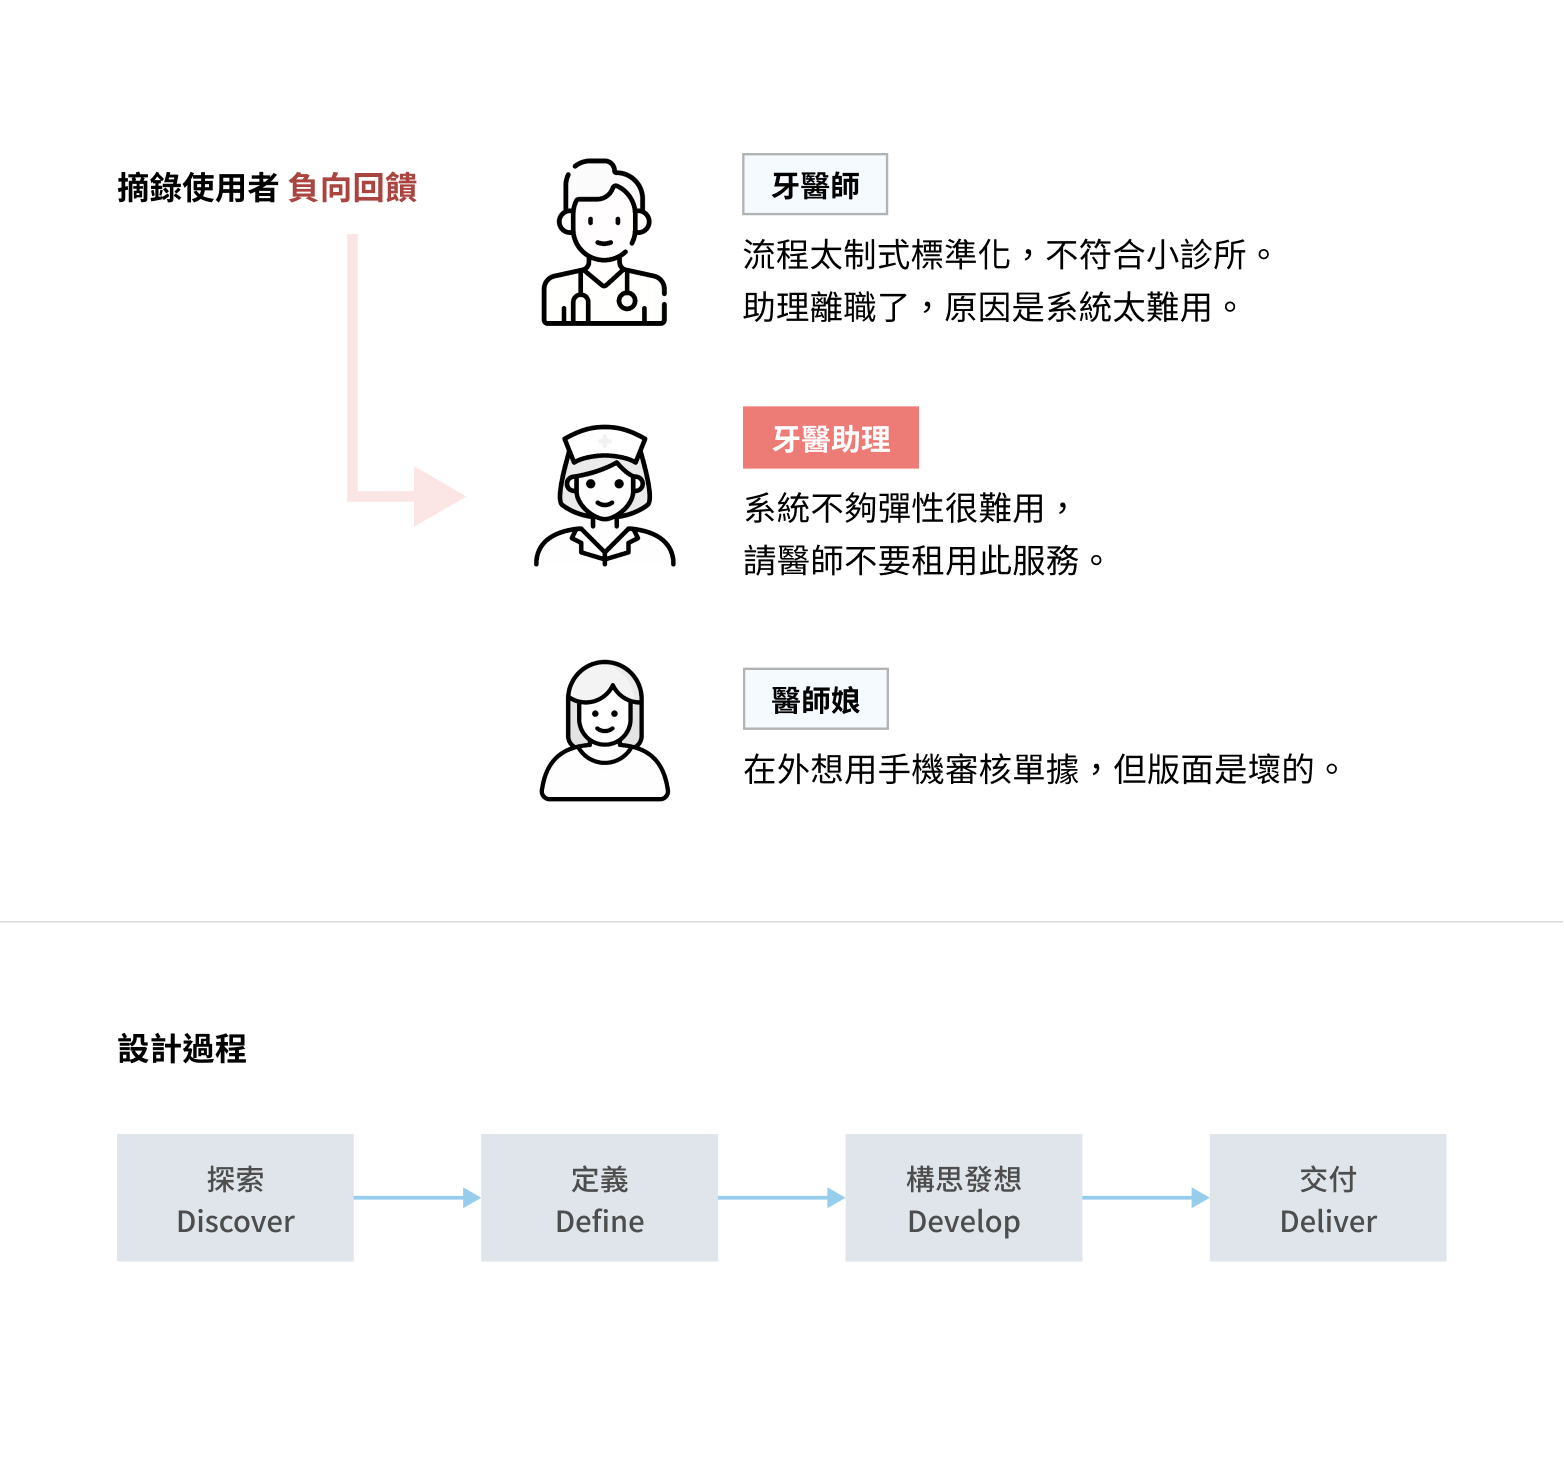 摘錄使用者 負向回饋
牙醫師
流程太制式標準化，不符合小診所。
助理離職了，原因是系統太難用。
牙醫助理
系統不夠彈性很難用，
請醫師不要租用此服務。
醫師娘
在外想用手機審核單據，但版面是壞的。
設計過程
探索
Discover
定義
Define
構思發想
Develop
交付
Deliver